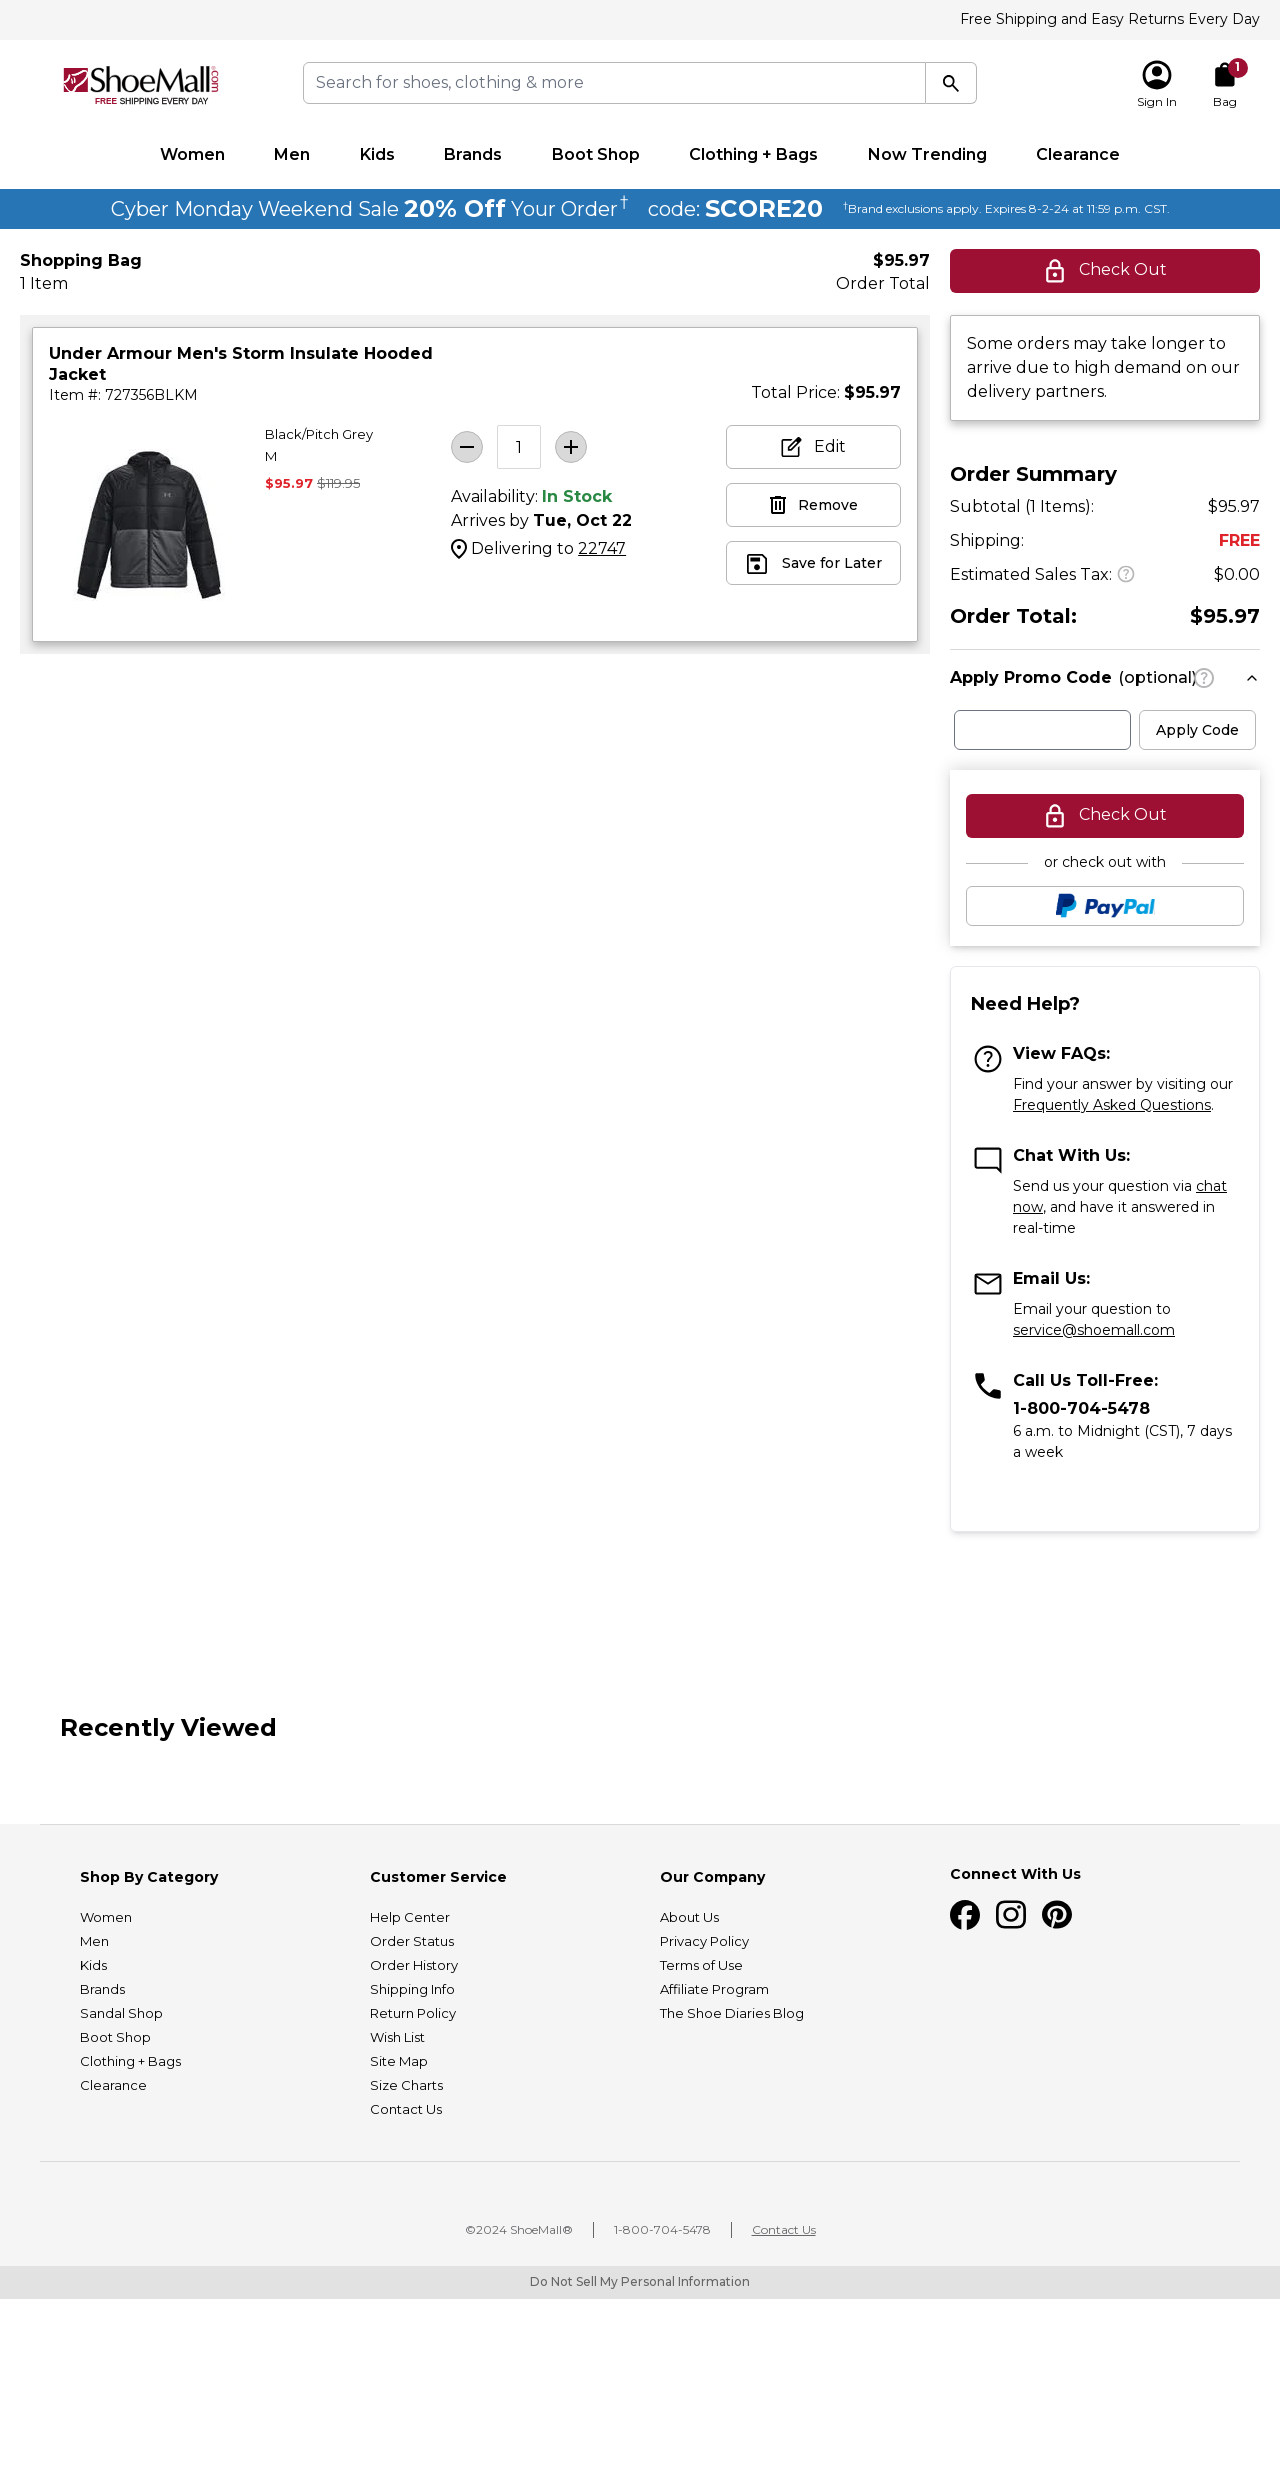 Free Shipping and Easy Returns Every Day
ShoeMall.com
FREE SHIPPING EVERY DAY
Search for shoes, clothing & more
Sign In
1
Bag
Women
Men
Kids
Brands
Boot Shop
Clothing + Bags
Now Trending
Clearance
Cyber Monday Weekend Sale 20% Off Your Order† code: SCORE20 †Brand exclusions apply. Expires 8-2-24 at 11:59 p.m. CST.
Shopping Bag
1 Item
$95.97
Order Total
Check Out
Under Armour Men's Storm Insulate Hooded
Jacket
Item #: 727356BLKM
Total Price: $95.97
Black/Pitch Grey
M
$95.97 $119.95
1
Availability: In Stock
Arrives by Tue, Oct 22
Delivering to 22747
Edit
Remove
Save for Later
Some orders may take longer to
arrive due to high demand on our
delivery partners.
Order Summary
Subtotal (1 Items): $95.97
Shipping: FREE
Estimated Sales Tax: ? $0.00
Order Total: $95.97
Apply Promo Code (optional) ?
Apply Code
Check Out
or check out with
PayPal
Need Help?
View FAQs:
Find your answer by visiting our
Frequently Asked Questions.
Chat With Us:
Send us your question via chat
now, and have it answered in
real-time
Email Us:
Email your question to
service@shoemall.com
Call Us Toll-Free:
1-800-704-5478
6 a.m. to Midnight (CST), 7 days
a week
Recently Viewed
Shop By Category
Women
Men
Kids
Brands
Sandal Shop
Boot Shop
Clothing + Bags
Clearance
Customer Service
Help Center
Order Status
Order History
Shipping Info
Return Policy
Wish List
Site Map
Size Charts
Contact Us
Our Company
About Us
Privacy Policy
Terms of Use
Affiliate Program
The Shoe Diaries Blog
Connect With Us
©2024 ShoeMall®
1-800-704-5478
Contact Us
Do Not Sell My Personal Information